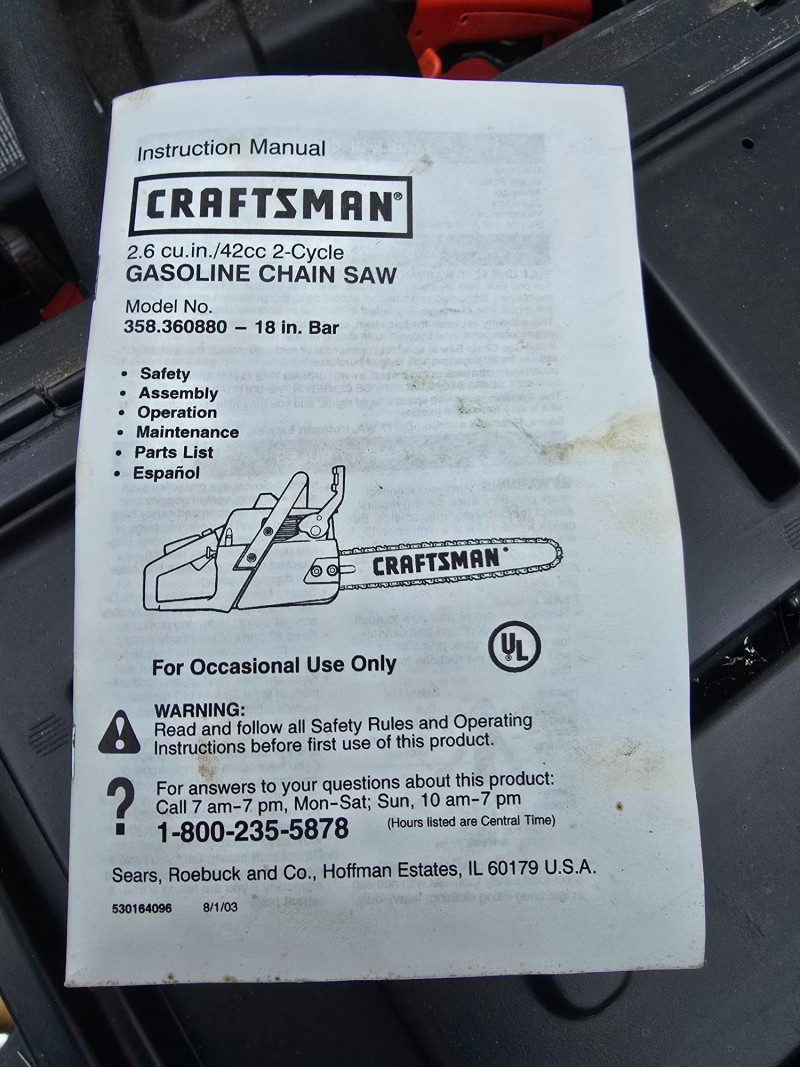 Instruction Manual
CRAFTSMAN®
2.6 cu.in./42cc 2-Cycle
GASOLINE CHAIN SAW
Model No.
358.360880 – 18 in. Bar
• Safety
• Assembly
• Operation
• Maintenance
• Parts List
• Español
CRAFTSMAN®
UL
For Occasional Use Only
WARNING:
Read and follow all Safety Rules and Operating
Instructions before first use of this product.
? For answers to your questions about this product:
Call 7 am-7 pm, Mon-Sat; Sun, 10 am-7 pm
1-800-235-5878 (Hours listed are Central Time)
Sears, Roebuck and Co., Hoffman Estates, IL 60179 U.S.A.
530164096 8/1/03